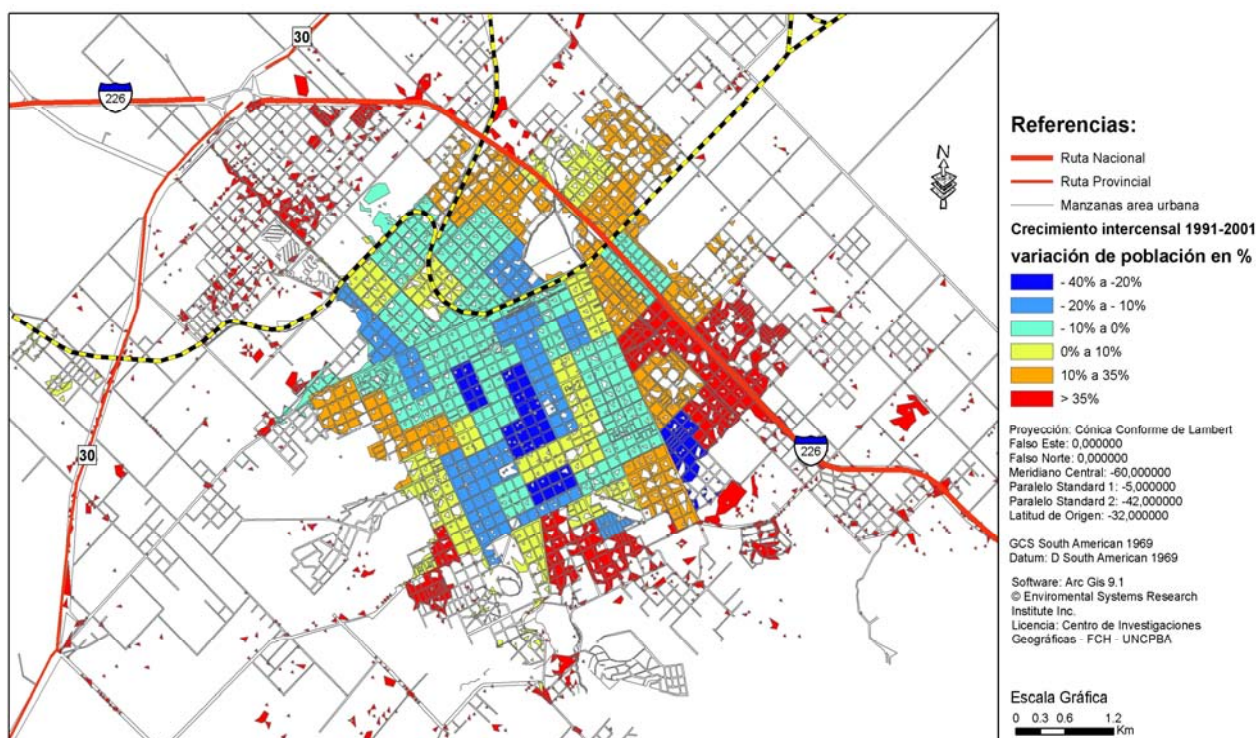 30
226
N
226
30
Referencias:
Ruta Nacional
Ruta Provincial
Manzanas area urbana
Crecimiento intercensal 1991-2001
variación de población en %
- 40% a -20%
-20% a - 10%
- 10% a 0%
0% a 10%
10% a 35%
> 35%
Proyección: Cónica Conforme de Lambert
Falso Este: 0,000000
Falso Norte: 0,000000
Meridiano Central: -60,000000
Paralelo Standard 1: -5,000000
Paralelo Standard 2: -42,000000
Latitud de Origen: -32,000000
GCS South American 1969
Datum: D South American 1969
Software: Arc Gis 9.1
© Enviromental Systems Research
Institute Inc.
Licencia: Centro de Investigaciones
Geográficas - FCH - UNCPBA
Escala Gráfica
0 0.3 0.6 1.2
Km